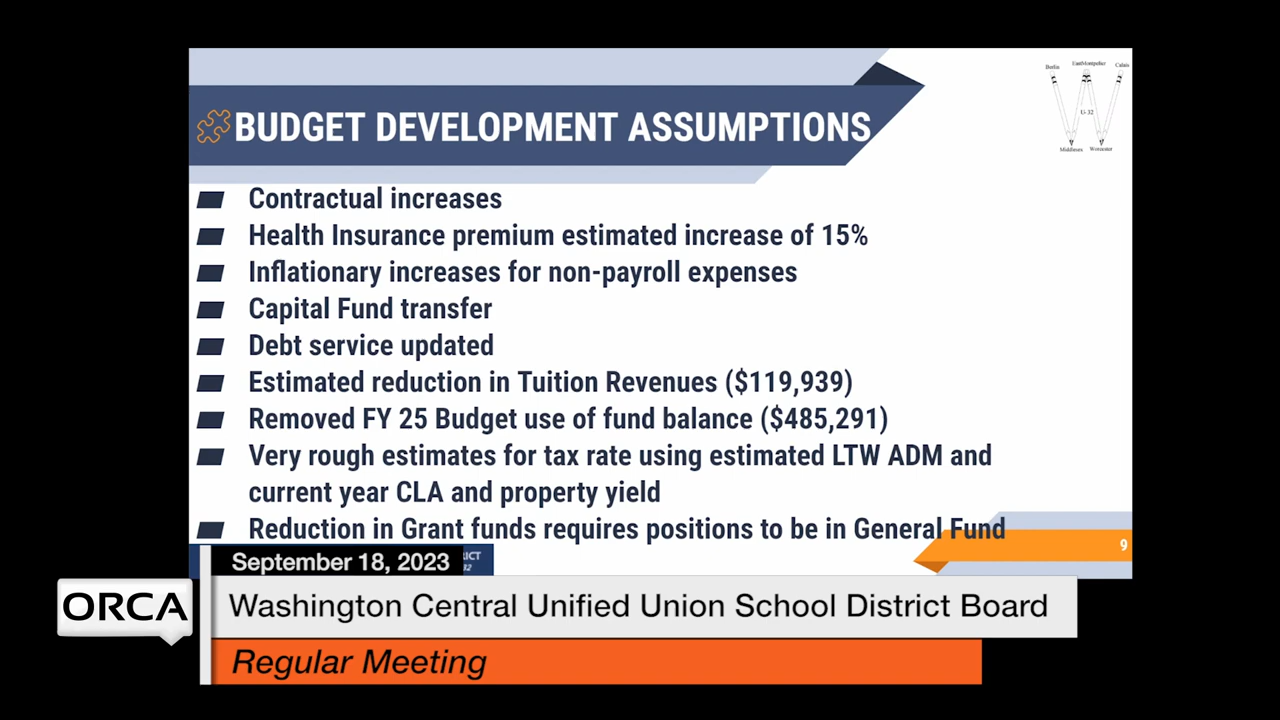 Berlin
EastMontpelier
Calais
U-32
Middlesex
Worcester
BUDGET DEVELOPMENT ASSUMPTIONS
Contractual increases
Health Insurance premium estimated increase of 15%
Inflationary increases for non-payroll expenses
Capital Fund transfer
Debt service updated
Estimated reduction in Tuition Revenues ($119,939)
Removed FY 25 Budget use of fund balance ($485,291)
Very rough estimates for tax rate using estimated LTW ADM and
current year CLA and property yield
Reduction in Grant funds requires positions to be in General Fund
9
September 18, 2023
ORCA
Washington Central Unified Union School District Board
Regular Meeting